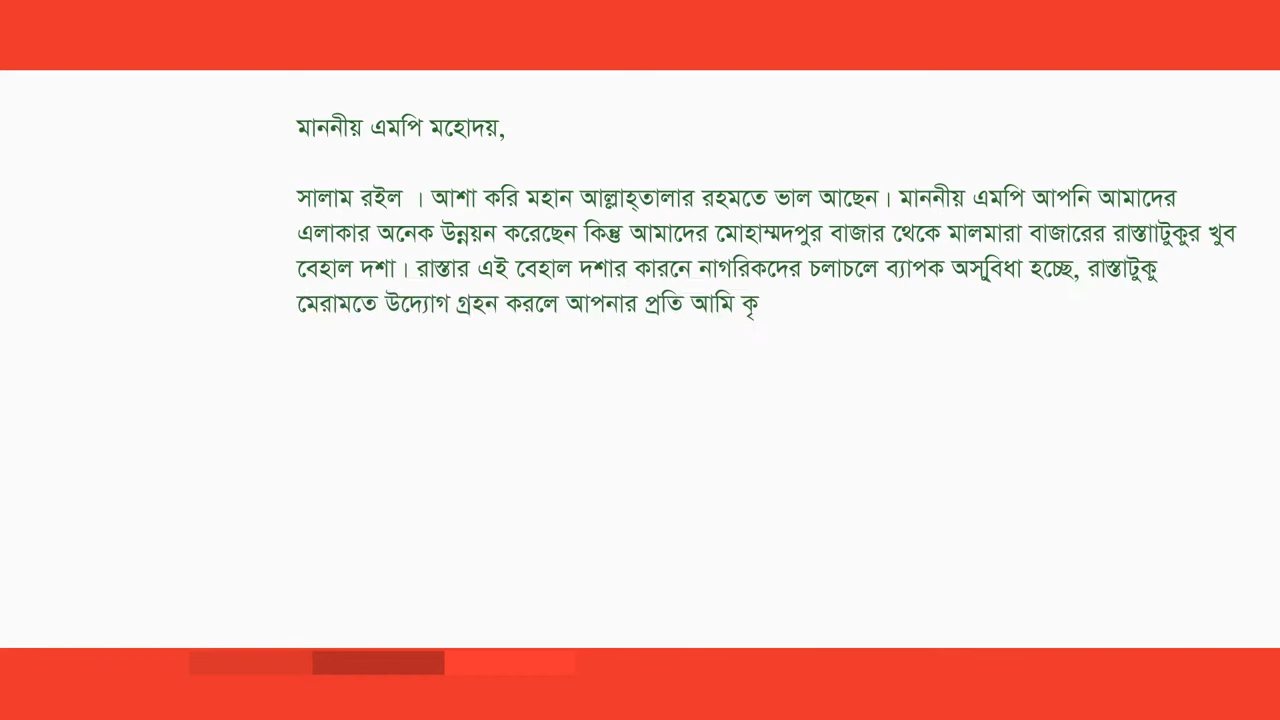 মাননীয় এমপি মহোদয়,
সালাম রইল । আশা করি মহান আল্লাহ্‌তালার রহমতে ভাল আছেন। মাননীয় এমপি আপনি আমাদের
এলাকার অনেক উন্নয়ন করেছেন কিন্তু আমাদের মোহাম্মদপুর বাজার থেকে মালমারা বাজারের রাস্তাাটুকুর খুব
বেহাল দশা। রাস্তার এই বেহাল দশার কারনে নাগরিকদের চলাচলে ব্যাপক অসুুবিধা হচ্ছে, রাস্তাটুকু
মেরামতে উদ্যোগ গ্রহন করলে আপনার প্রতি আমি কৃ